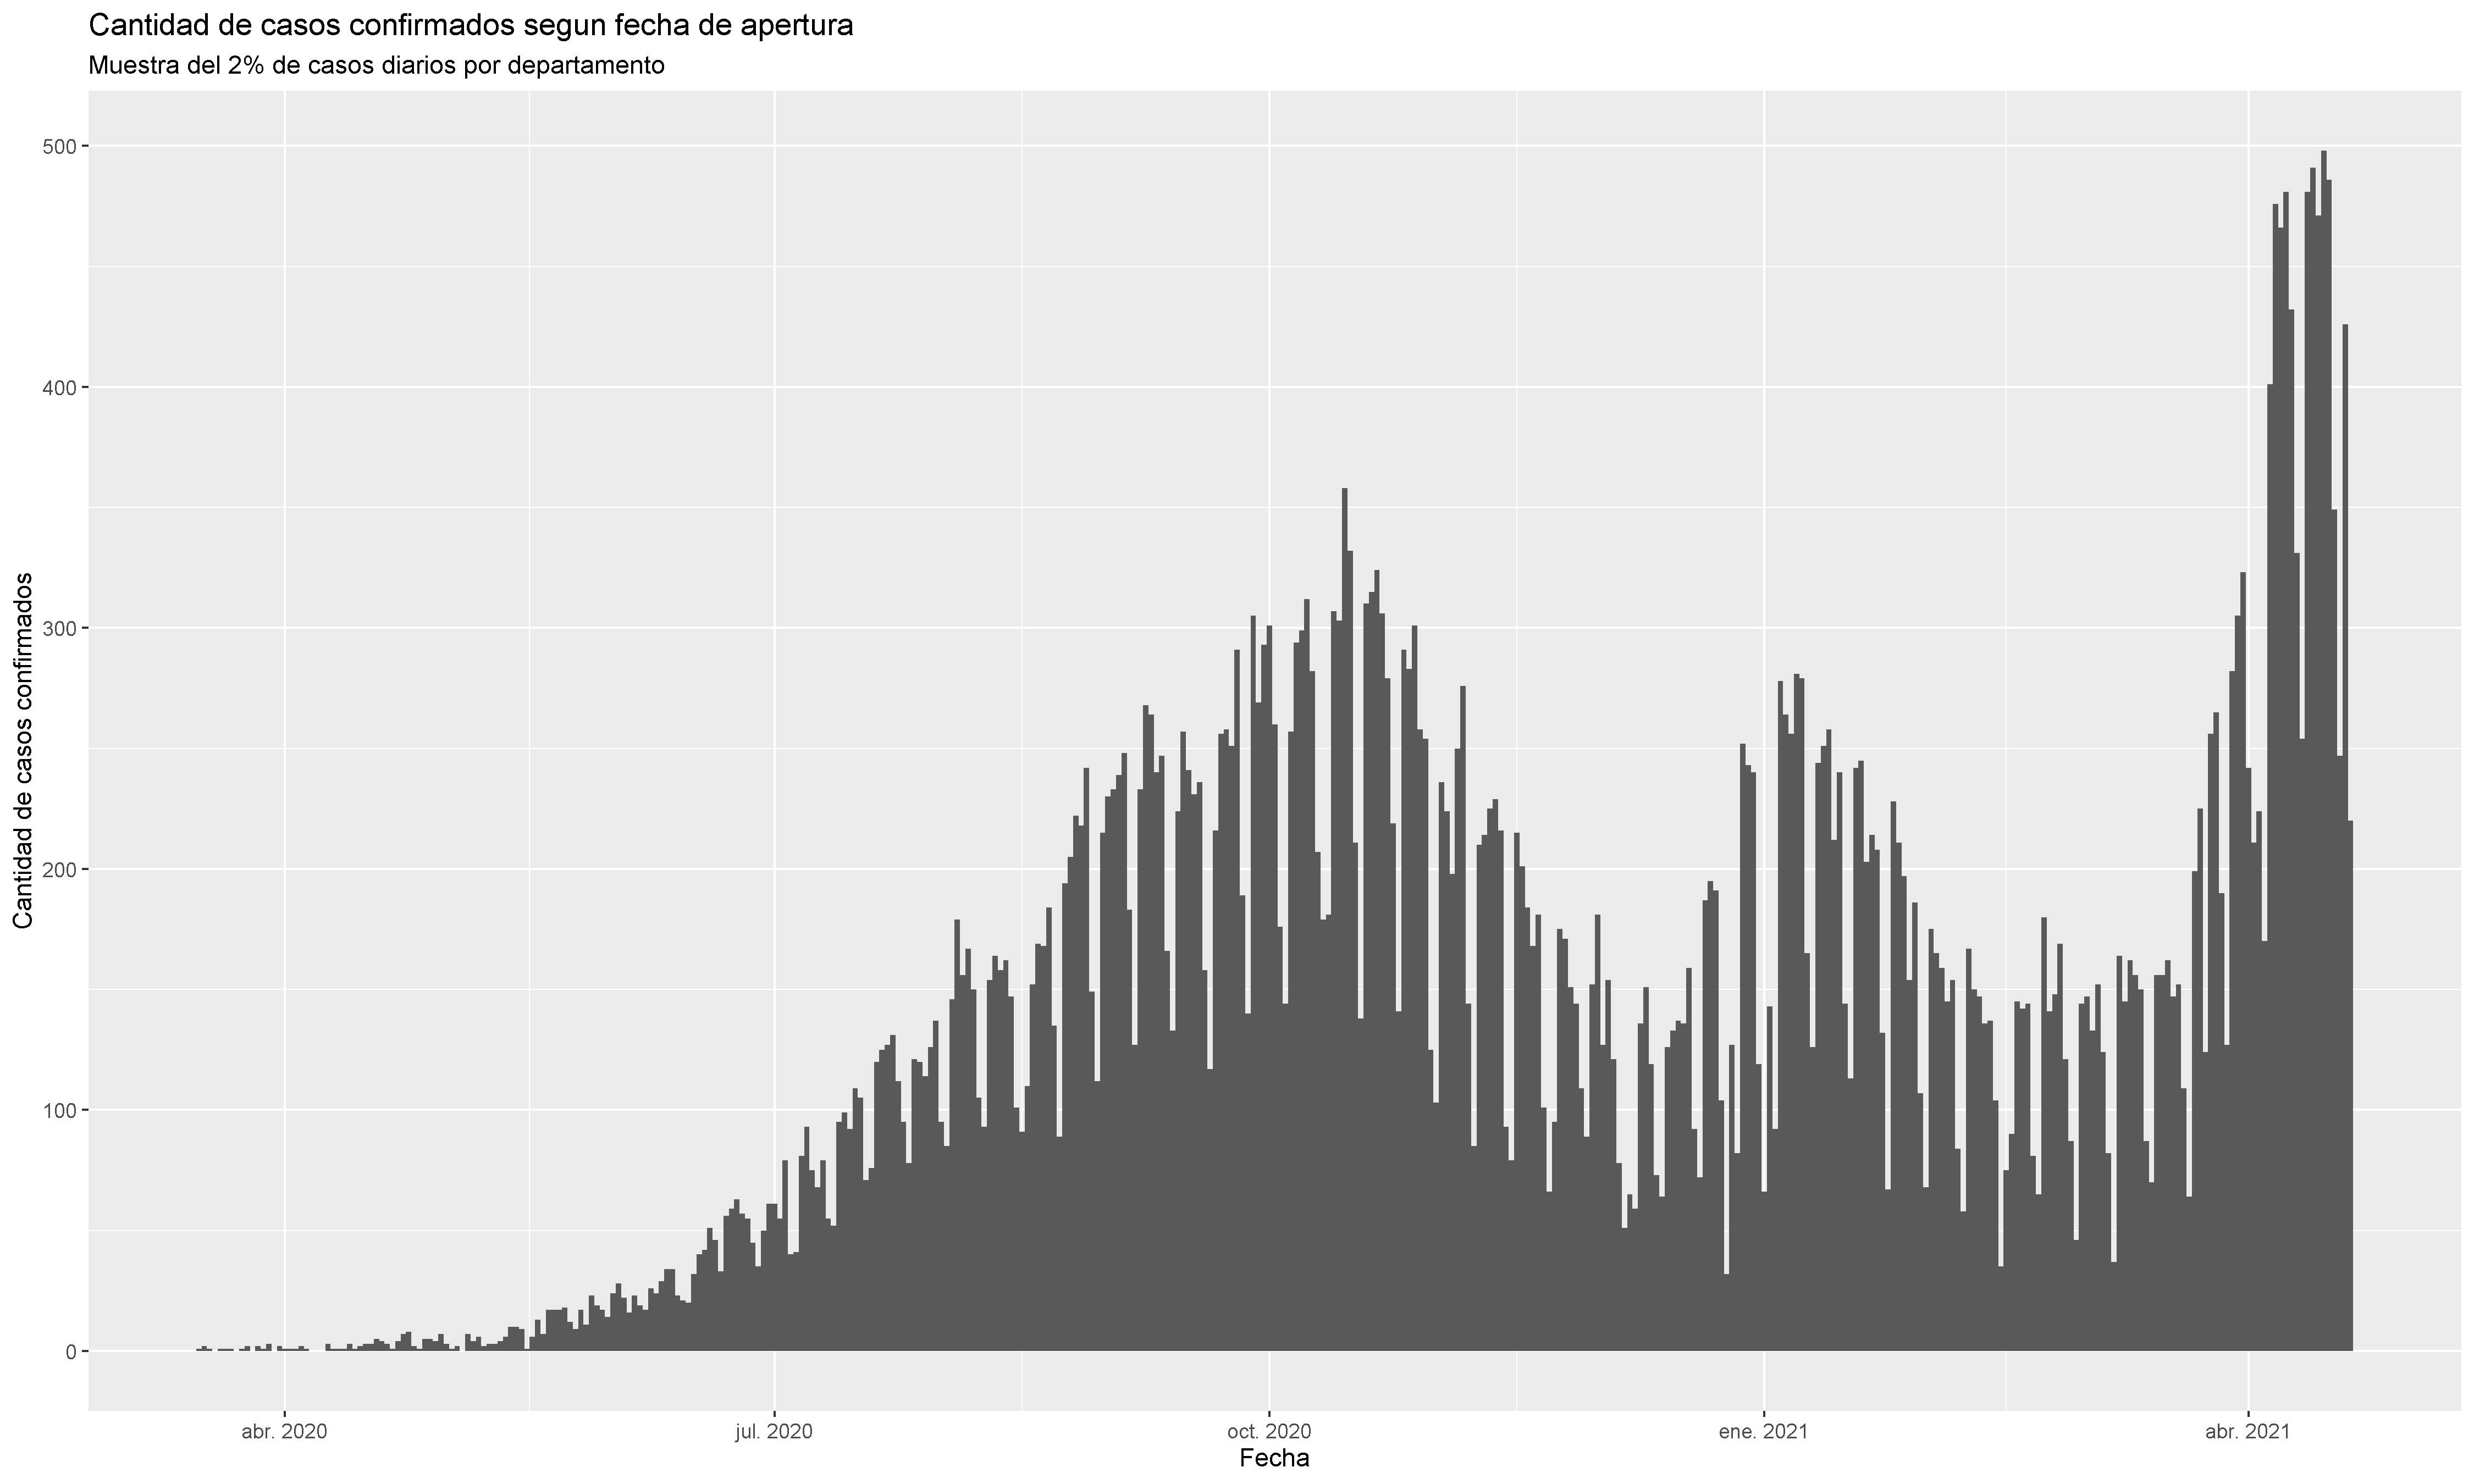 Cantidad de casos confirmados segun fecha de apertura
Muestra del 2% de casos diarios por departamento
Cantidad de casos confirmados
500
400
300
200
100
0
abr. 2020
jul. 2020
oct. 2020
ene. 2021
abr. 2021
Fecha